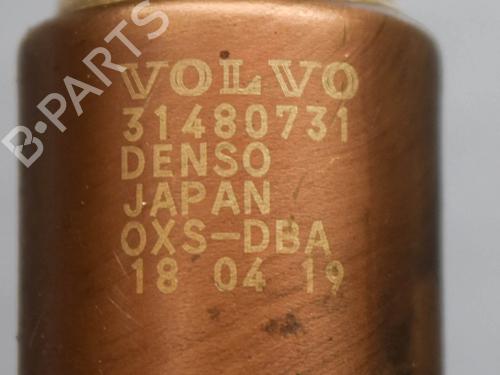 B-PARTS
VOLVO
31480731
DENSO
JAPAN
OXS-DBA
18 04 19